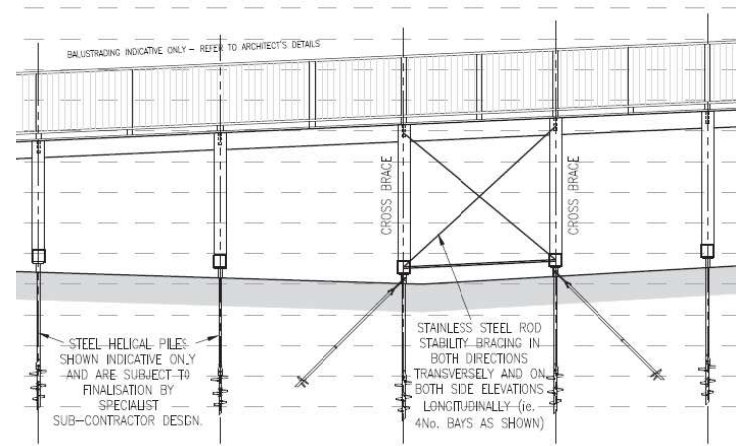 BALUSTRADING INDICATIVE ONLY – REFER TO ARCHITECT'S DETAILS
CROSS BRACE
CROSS BRACE
STEEL HELICAL PILES
SHOWN INDICATIVE ONLY
AND ARE SUBJECT TO
FINALISATION BY
SPECIALIST
SUB-CONTRACTOR DESIGN.
STAINLESS STEEL ROD
STABILITY BRACING IN
BOTH DIRECTIONS
TRANSVERSELY AND ON
BOTH SIDE ELEVATIONS
LONGITUDINALLY (ie.
4No. BAYS AS SHOWN)